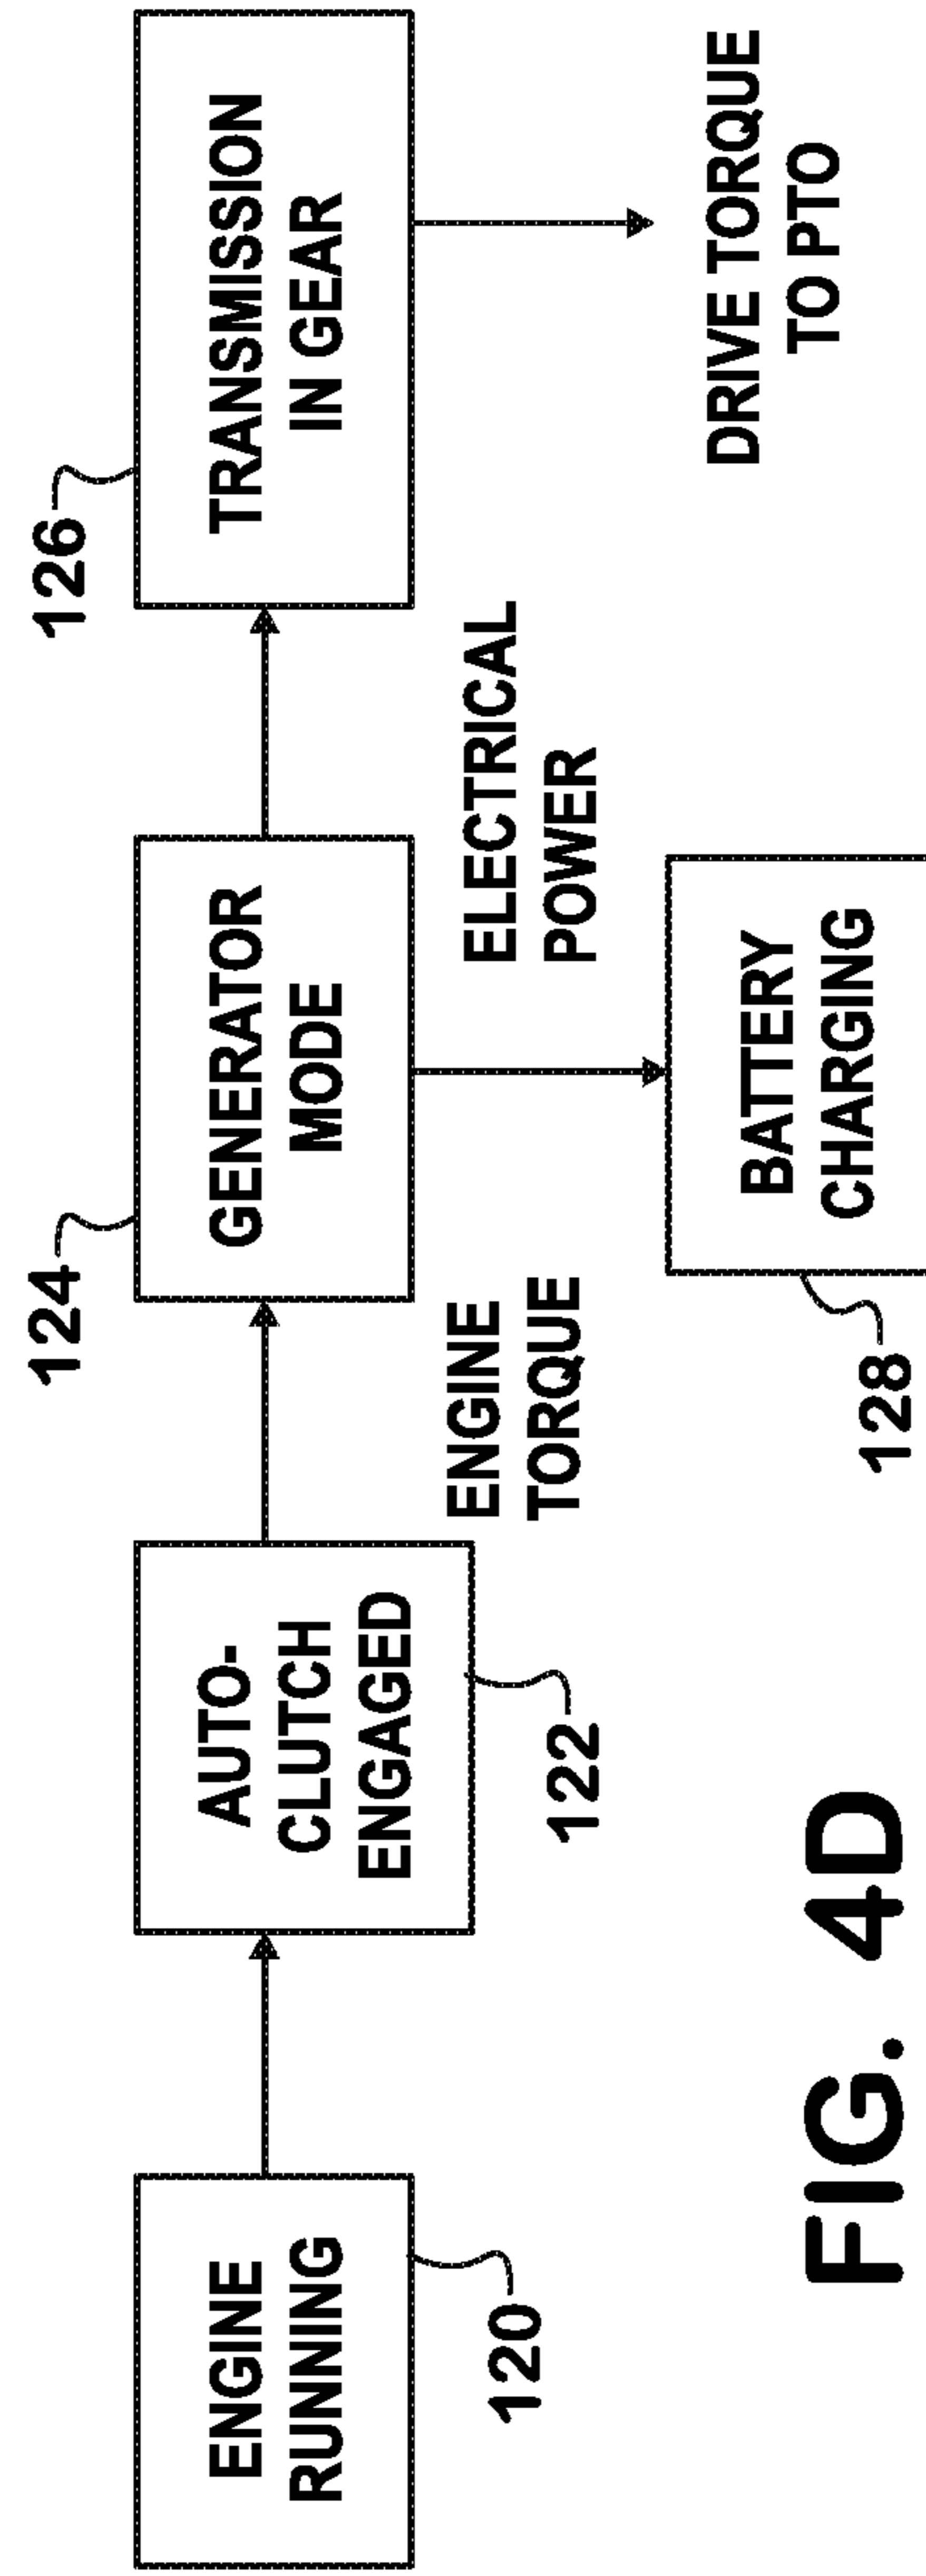 ENGINE
RUNNING
120
AUTO-
CLUTCH
ENGAGED
122
ENGINE
TORQUE
124
GENERATOR
MODE
ELECTRICAL
POWER
126
TRANSMISSION
IN GEAR
DRIVE TORQUE
TO PTO
BATTERY
CHARGING
128
FIG. 4D